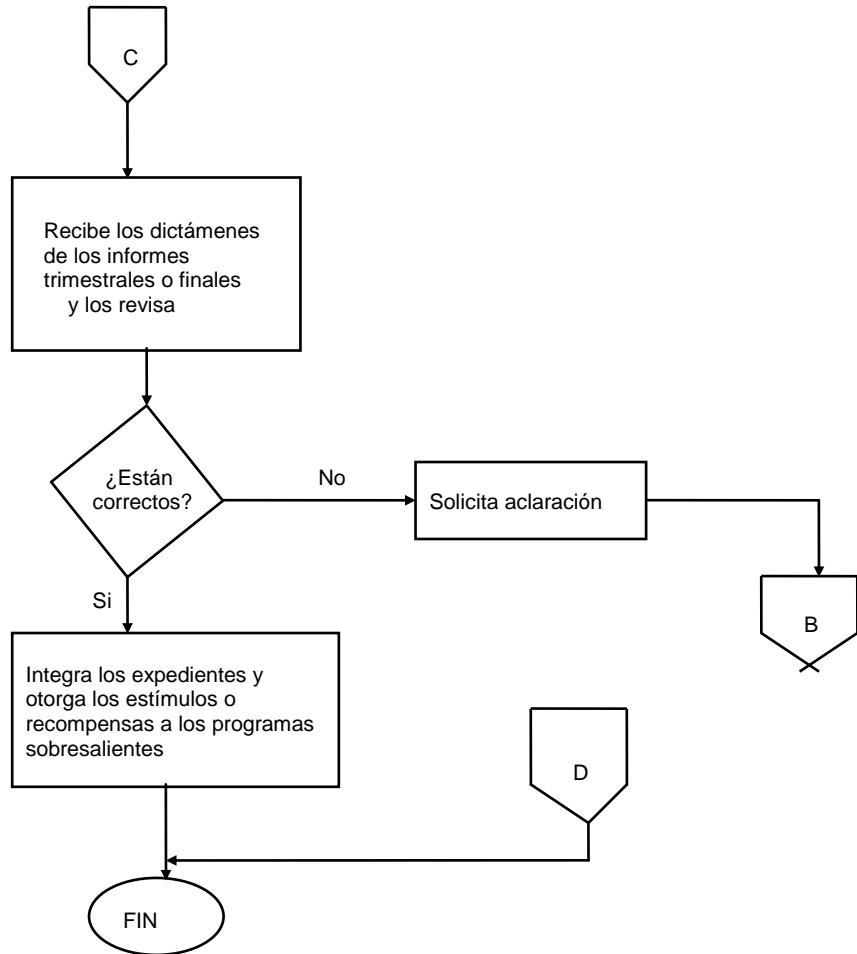 C
Recibe los dictámenes
de los informes
trimestrales o finales
y los revisa
¿Están
correctos?
No
Solicita aclaración
Si
B
Integra los expedientes y
otorga los estímulos o
recompensas a los programas
sobresalientes
D
FIN